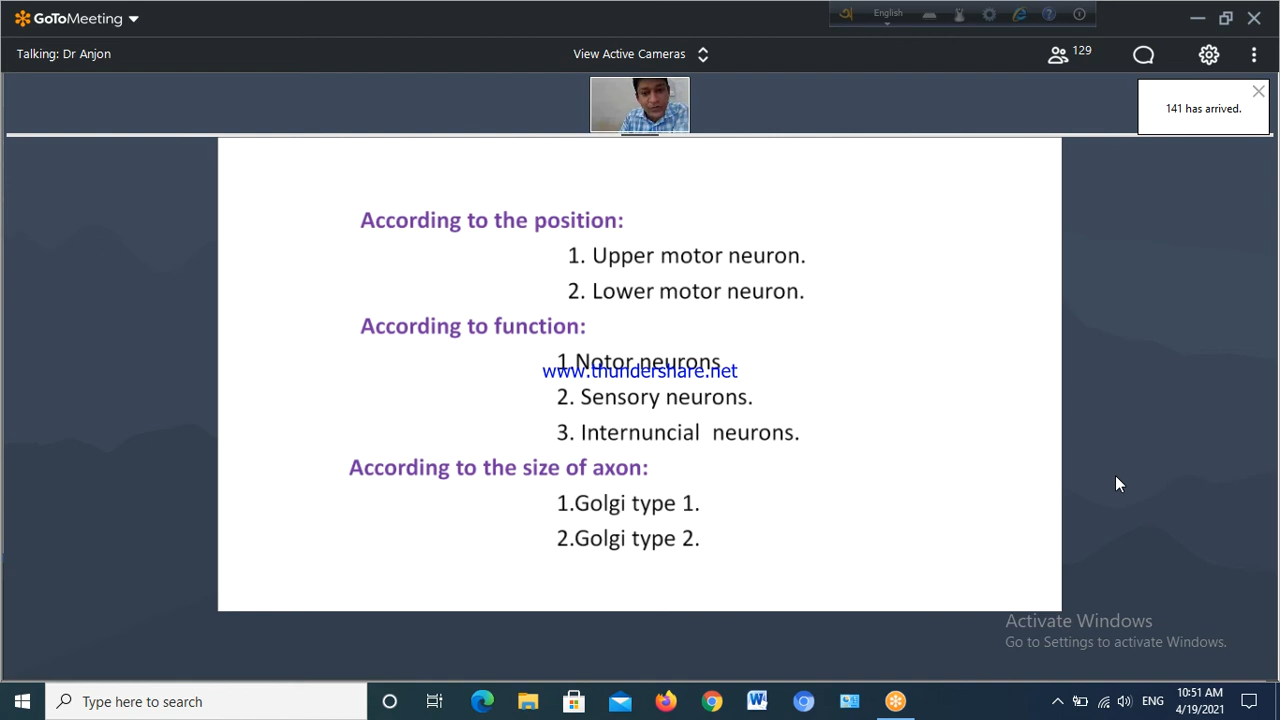 GoToMeeting
English
Talking: Dr Anjon
View Active Cameras
129
141 has arrived.
According to the position:
1. Upper motor neuron.
2. Lower motor neuron.
According to function:
1.Notor neurons
www.thundershare.net
2. Sensory neurons.
3. Internuncial neurons.
According to the size of axon:
1.Golgi type 1.
2.Golgi type 2.
Activate Windows
Go to Settings to activate Windows.
Type here to search
ENG
10:51 AM
4/19/2021